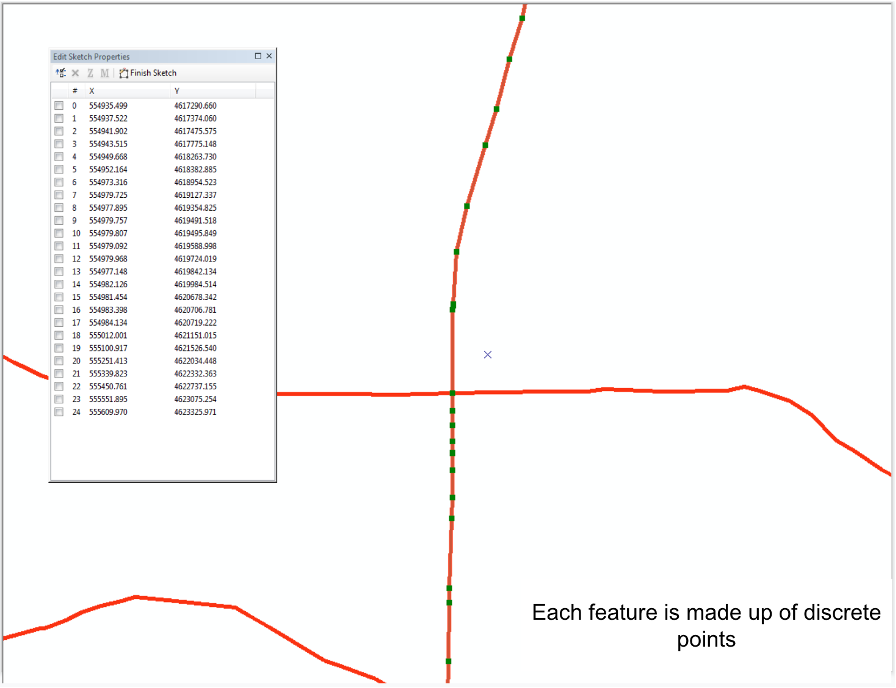 Edit Sketch Properties
Z M Finish Sketch
# X Y
0 554935.499 4617290.660
1 554937.522 4617374.060
2 554941.902 4617475.575
3 554943.515 4617775.148
4 554949.668 4618263.730
5 554952.164 4618382.885
6 554973.316 4618954.523
7 554979.725 4619127.337
8 554977.895 4619354.825
9 554979.757 4619491.518
10 554979.807 4619495.849
11 554979.092 4619588.998
12 554979.968 4619724.019
13 554977.148 4619842.134
14 554982.126 4619984.514
15 554981.454 4620678.342
16 554983.398 4620706.781
17 554984.134 4620719.222
18 555012.001 4621151.015
19 555100.917 4621526.540
20 555251.413 4622034.448
21 555339.823 4622332.363
22 555450.761 4622737.155
23 555551.895 4623075.254
24 555609.970 4623325.971
Each feature is made up of discrete
points